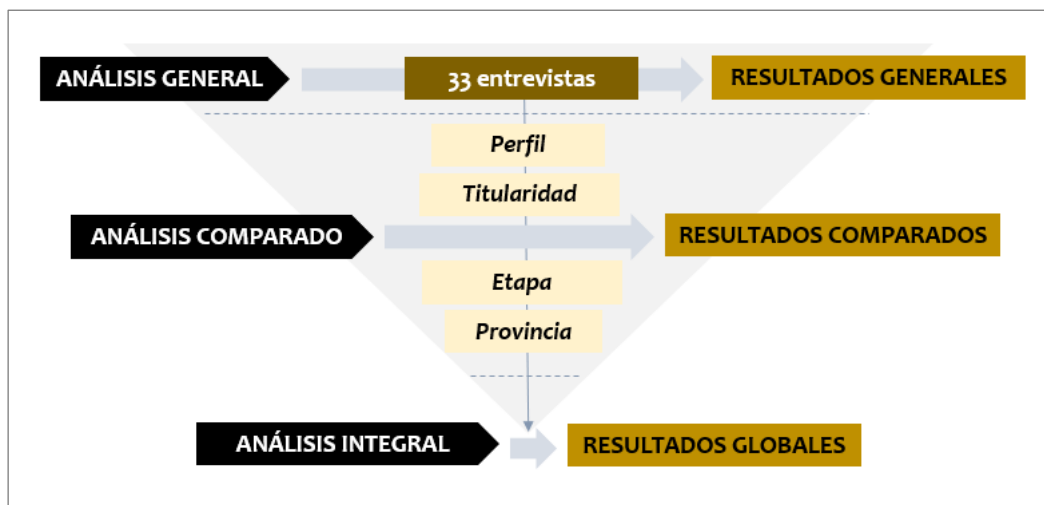 ANÁLISIS GENERAL
33 entrevistas
RESULTADOS GENERALES
Perfil
Titularidad
ANÁLISIS COMPARADO
RESULTADOS COMPARADOS
Etapa
Provincia
ANÁLISIS INTEGRAL
RESULTADOS GLOBALES